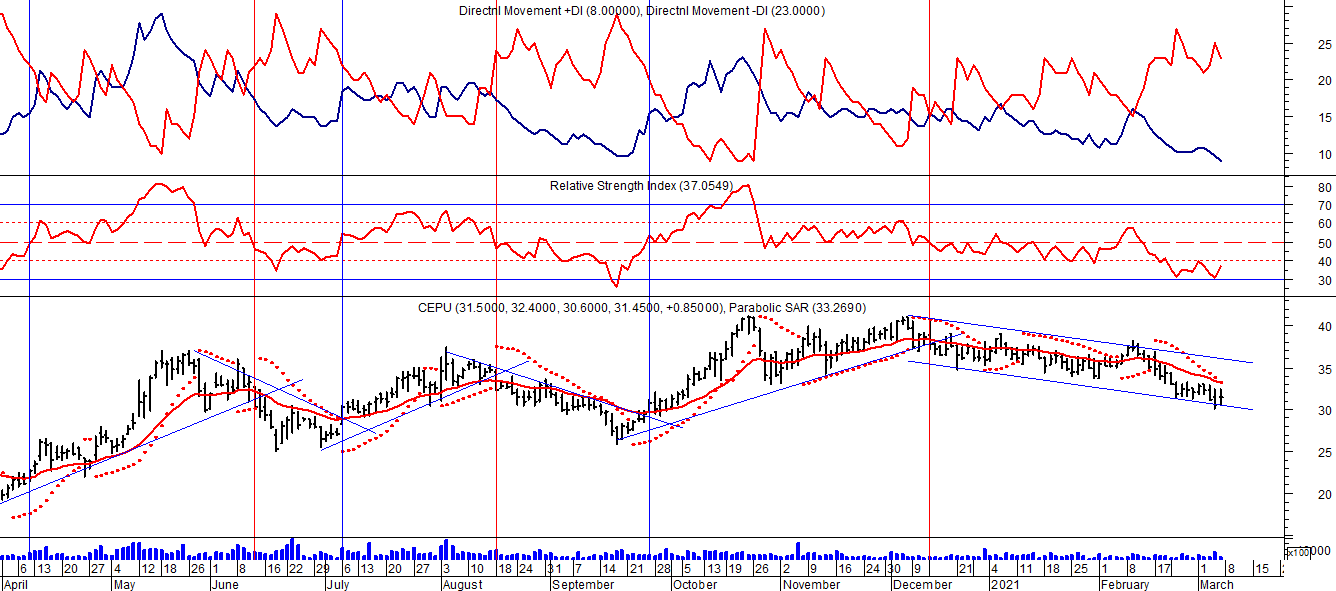 Directnl Movement +DI (8.00000), Directnl Movement -DI (23.0000)
25
20
15
10
Relative Strength Index (37.0549)
80
70
60
50
40
30
CEPU (31.5000, 32.4000, 30.6000, 31.4500, +0.85000), Parabolic SAR (33.2690)
40
35
30
25
20
x100
6 13 20 27 4 12 18 26 1 8 16 22 29 6 13 20 27 3 10 18 24 31 7 14 21 28 5 13 19 26 2 9 16 24 30 9 21 4 11 18 25 1 8 17 1 8 15
April May June July August September October November December 2021 February March